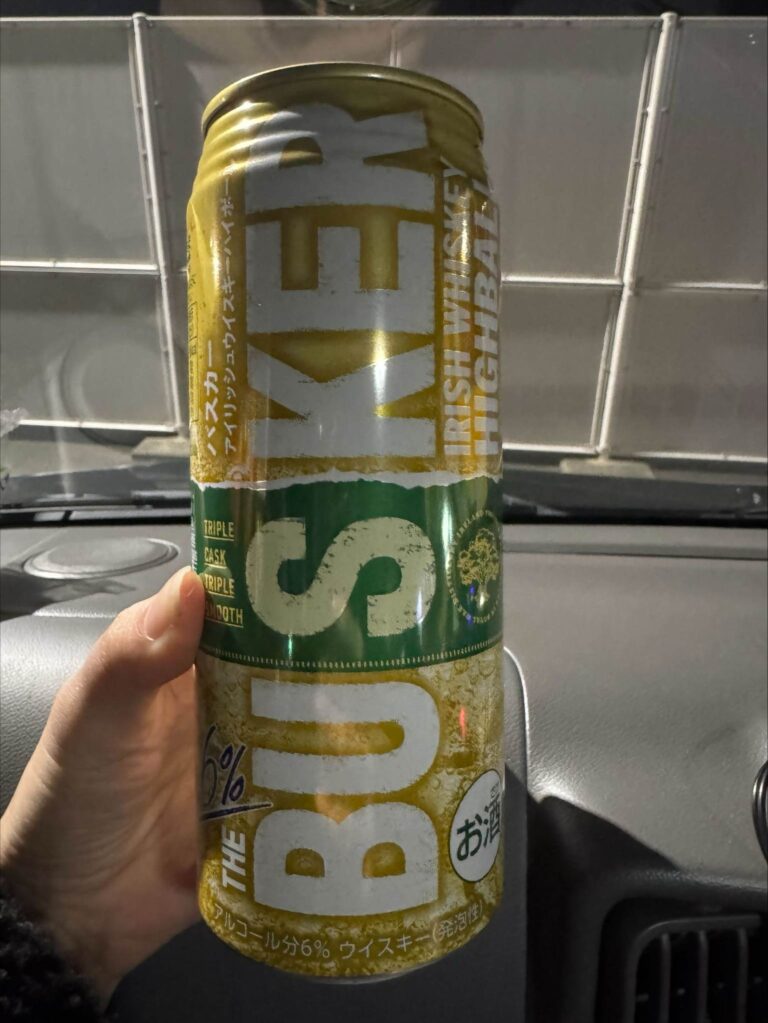 THE BUSKER
IRISH WHISKEY
HIGHBALL
バスカー
アイリッシュウイスキーハイボ
TRIPLE
CASK
TRIPLE
SMOOTH
6%
お酒
アルコール分6% ウイスキー(発泡性)